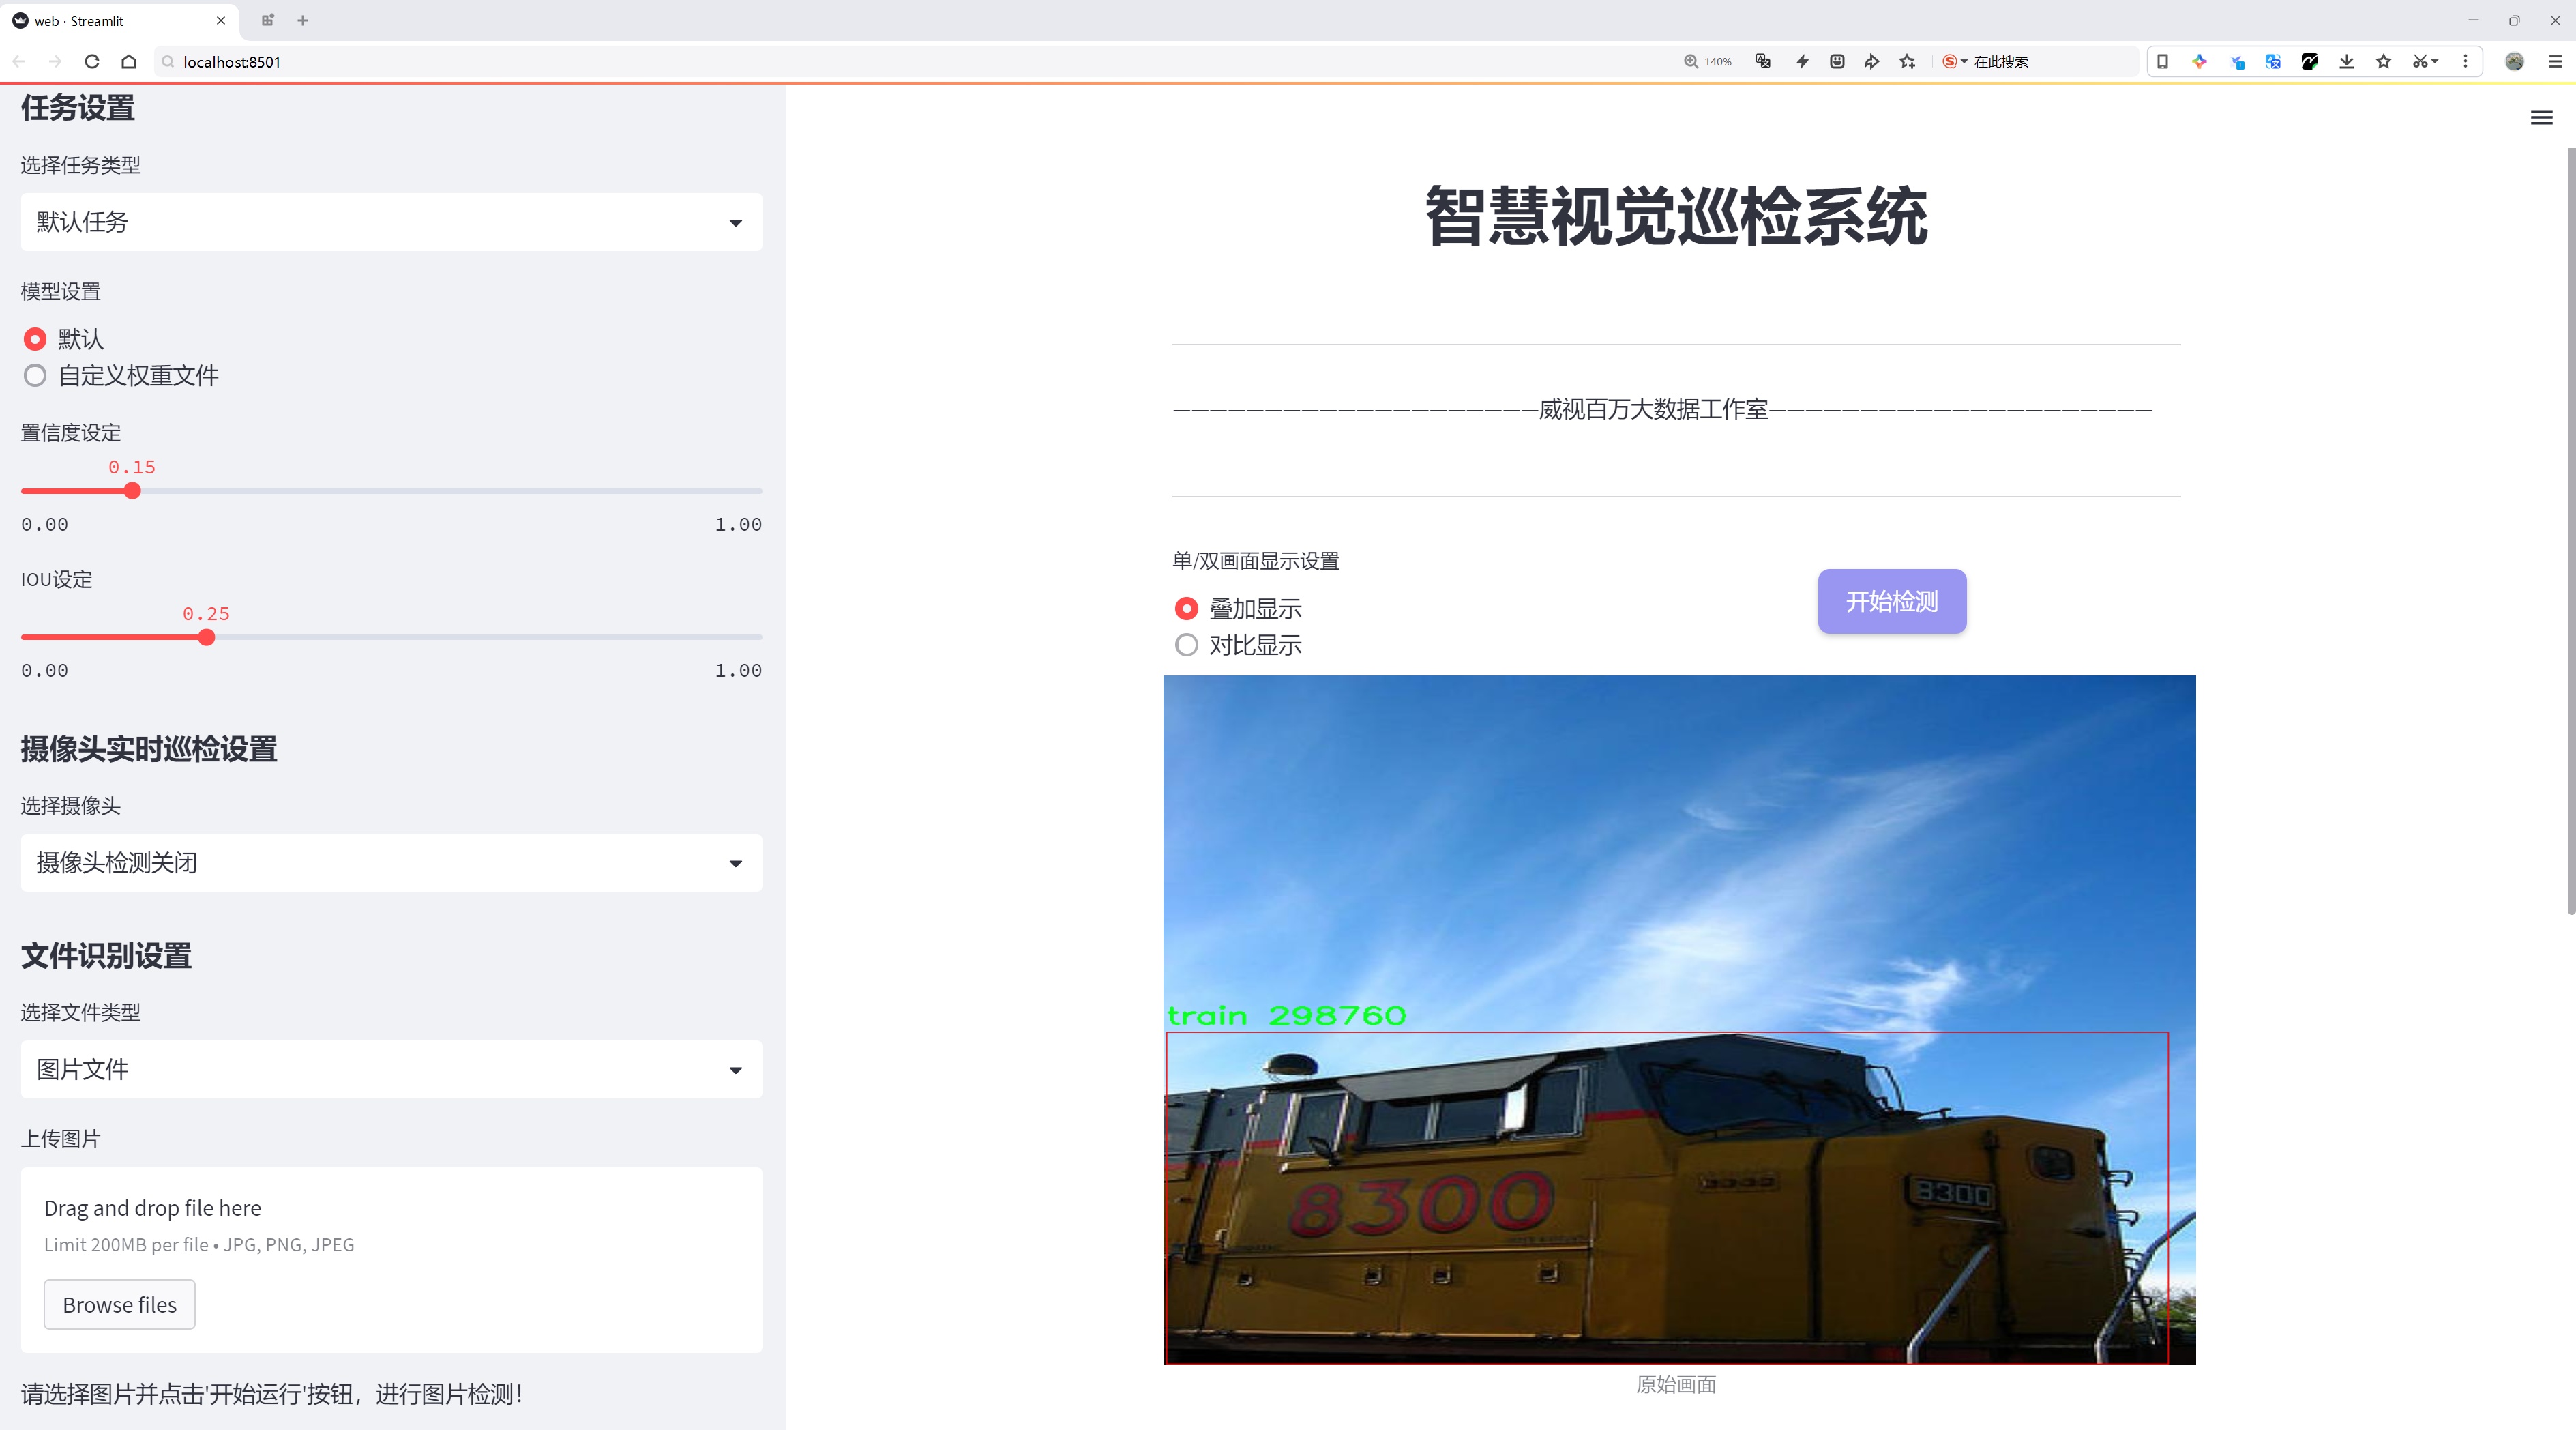 web · Streamlit
localhost:8501
140%
在此搜索
任务设置
选择任务类型
默认任务
模型设置
默认
自定义权重文件
置信度设定
0.15
0.00
1.00
IOU设定
0.25
0.00
1.00
摄像头实时巡检设置
选择摄像头
摄像头检测关闭
文件识别设置
选择文件类型
图片文件
上传图片
Drag and drop file here
Limit 200MB per file • JPG, PNG, JPEG
Browse files
请选择图片并点击'开始运行'按钮，进行图片检测！
智慧视觉巡检系统
—————————————————————威视百万大数据工作室——————————————————————
单/双画面显示设置
叠加显示
对比显示
开始检测
train 298760
8300
8300
原始画面